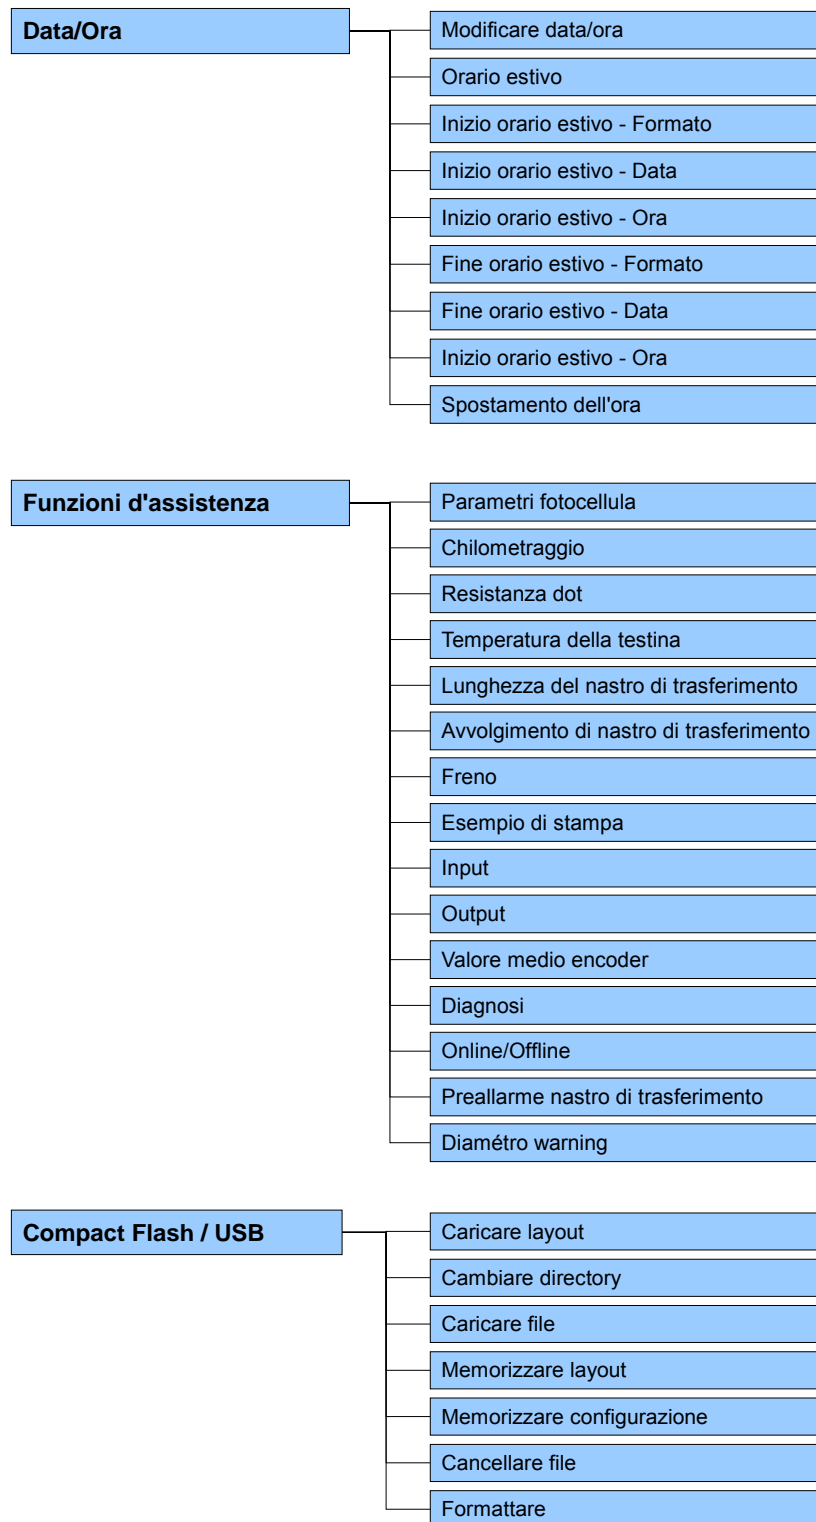 Data/Ora
Modificare data/ora
Orario estivo
Inizio orario estivo - Formato
Inizio orario estivo - Data
Inizio orario estivo - Ora
Fine orario estivo - Formato
Fine orario estivo - Data
Inizio orario estivo - Ora
Spostamento dell'ora
Funzioni d'assistenza
Parametri fotocellula
Chilometraggio
Resistanza dot
Temperatura della testina
Lunghezza del nastro di trasferimento
Avvolgimento di nastro di trasferimento
Freno
Esempio di stampa
Input
Output
Valore medio encoder
Diagnosi
Online/Offline
Preallarme nastro di trasferimento
Diamétro warning
Compact Flash / USB
Caricare layout
Cambiare directory
Caricare file
Memorizzare layout
Memorizzare configurazione
Cancellare file
Formattare